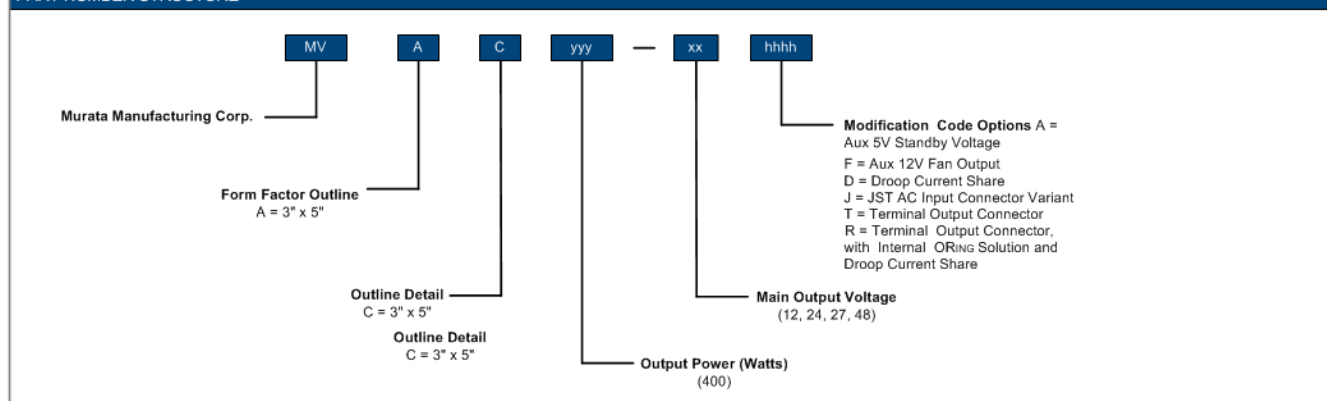 PART NUMBER STRUCTURE
MV A C yyy — xx hhhh
Murata Manufacturing Corp.
Modification Code Options A =
Aux 5V Standby Voltage
F = Aux 12V Fan Output
D = Droop Current Share
J = JST AC Input Connector Variant
T = Terminal Output Connector
R = Terminal Output Connector,
with Internal ORING Solution and
Droop Current Share
Form Factor Outline
A = 3" x 5"
Outline Detail
C = 3" x 5"
Main Output Voltage
(12, 24, 27, 48)
Outline Detail
C = 3" x 5"
Output Power (Watts)
(400)